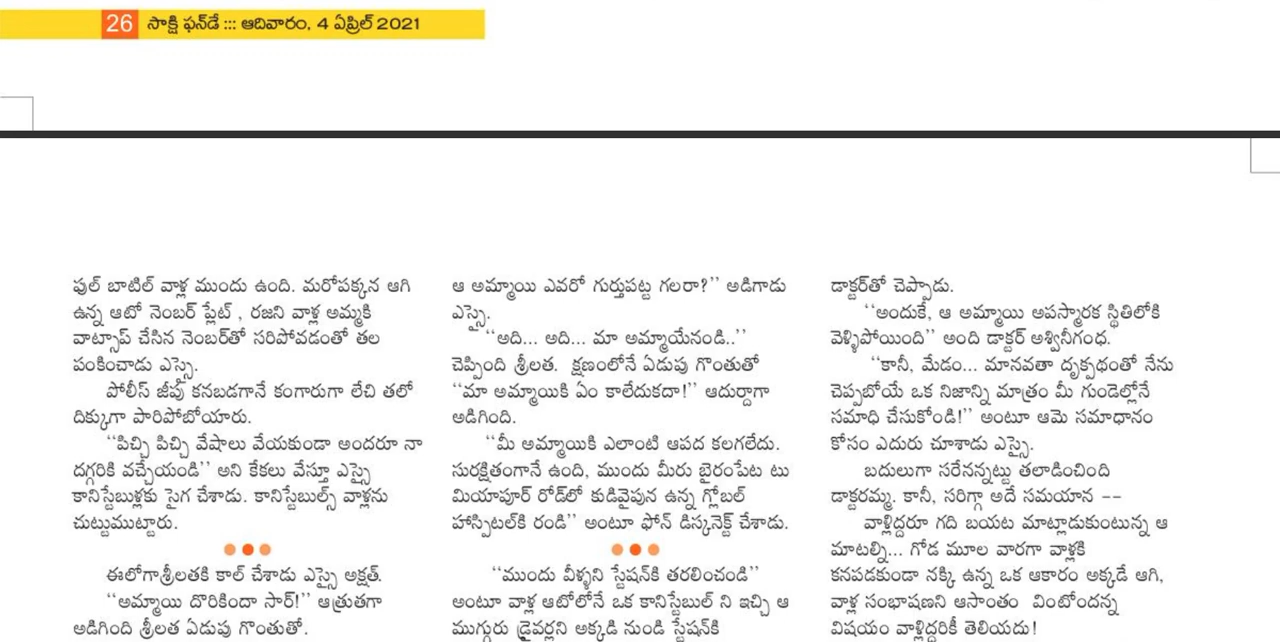 26 సాక్షి ఫన్‌డే ::: ఆదివారం, 4 ఏప్రిల్ 2021
ఫుల్ బాటిల్ వాళ్ల ముందు ఉంది. మరోపక్కన ఆగి
ఉన్న ఆటో నెంబర్ ప్లేట్ , రజని వాళ్ల అమ్మకి
వాట్సాప్ చేసిన నెంబర్‌తో సరిపోవడంతో తల
పంకించాడు ఎస్సై.
పోలీస్ జీపు కనబడగానే కంగారుగా లేచి తలో
దిక్కుగా పారిపోబోయారు.
‘‘పిచ్చి పిచ్చి వేషాలు వేయకుండా అందరూ నా
దగ్గరికి వచ్చేయండి’’ అని కేకలు వేస్తూ ఎస్సై
కానిస్టేబుళ్లకు సైగ చేశాడు. కానిస్టేబుల్స్ వాళ్లను
చుట్టుముట్టారు.
ఈలోగాశ్రీలతకి కాల్ చేశాడు ఎస్సై అక్షత్.
‘‘అమ్మాయి దొరికిందా సార్!’’ ఆత్రుతగా
అడిగింది శ్రీలత ఏడుపు గొంతుతో.
ఆ అమ్మాయి ఎవరో గుర్తుపట్ట గలరా?’’ అడిగాడు
ఎస్సై.
‘‘అది... అది... మా అమ్మాయేనండి..’’
చెప్పింది శ్రీలత. క్షణంలోనే ఏడుపు గొంతుతో
‘‘మా అమ్మాయికి ఏం కాలేదుకదా!’’ ఆదుర్దాగా
అడిగింది.
‘‘మీ అమ్మాయికి ఎలాంటి ఆపద కలగలేదు.
సురక్షితంగానే ఉంది, ముందు మీరు బైరంపేట టు
మియాపూర్ రోడ్‌లో కుడివైపున ఉన్న గ్లోబల్
హాస్పిటల్‌కి రండి’’ అంటూ ఫోన్ డిస్కనెక్ట్ చేశాడు.
‘‘ముందు వీళ్ళని స్టేషన్‌కి తరలించండి’’
అంటూ వాళ్ల ఆటోలోనే ఒక కానిస్టేబుల్ ని ఇచ్చి ఆ
ముగ్గురు డ్రైవర్లని అక్కడి నుండి స్టేషన్‌కి
డాక్టర్‌తో చెప్పాడు.
‘‘అందుకే, ఆ అమ్మాయి అపస్మారక స్థితిలోకి
వెళ్ళిపోయింది’’ అంది డాక్టర్ అశ్వినీగంధ.
‘‘కానీ, మేడం... మానవతా దృక్పథంతో నేను
చెప్పబోయే ఒక నిజాన్ని మాత్రం మీ గుండెల్లోనే
సమాధి చేసుకోండి!’’ అంటూ ఆమె సమాధానం
కోసం ఎదురు చూశాడు ఎస్సై.
బదులుగా సరేనన్నట్టు తలాడించింది
డాక్టరమ్మ. కానీ, సరిగ్గా అదే సమయాన --
వాళ్లిద్దరూ గది బయట మాట్లాడుకుంటున్న ఆ
మాటల్ని... గోడ మూల వారగా వాళ్లకి
కనపడకుండా నక్కి ఉన్న ఒక ఆకారం అక్కడే ఆగి,
వాళ్ల సంభాషణని ఆసాంతం వింటోందన్న
విషయం వాళ్లిద్దరికీ తెలియదు!